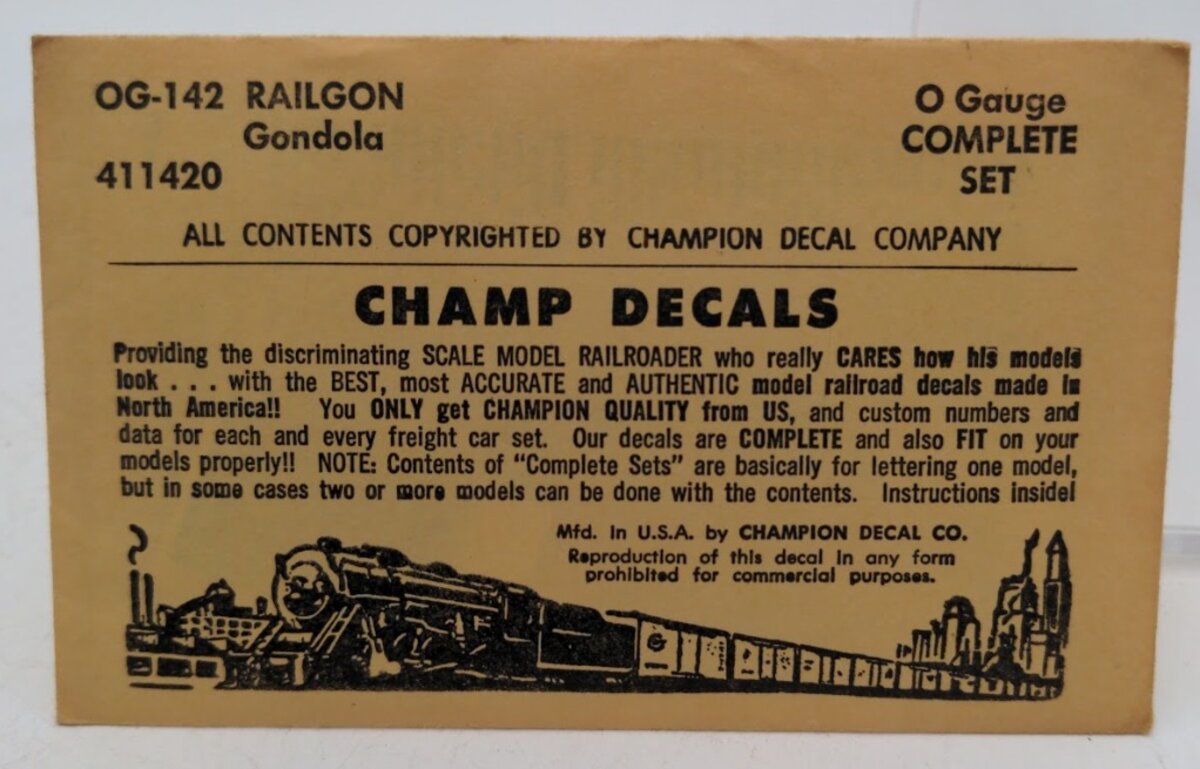 OG-142 RAILGON
Gondola
411420
O Gauge
COMPLETE
SET
ALL CONTENTS COPYRIGHTED BY CHAMPION DECAL COMPANY
CHAMP DECALS
Providing the discriminating SCALE MODEL RAILROADER who really CARES how his models
look . . . with the BEST, most ACCURATE and AUTHENTIC model railroad decals made in
North America!! You ONLY get CHAMPION QUALITY from US, and custom numbers and
data for each and every freight car set. Our decals are COMPLETE and also FIT on your
models properly!! NOTE: Contents of "Complete Sets" are basically for lettering one model,
but in some cases two or more models can be done with the contents. Instructions inside!
Mfd. in U.S.A. by CHAMPION DECAL CO.
Reproduction of this decal in any form
prohibited for commercial purposes.